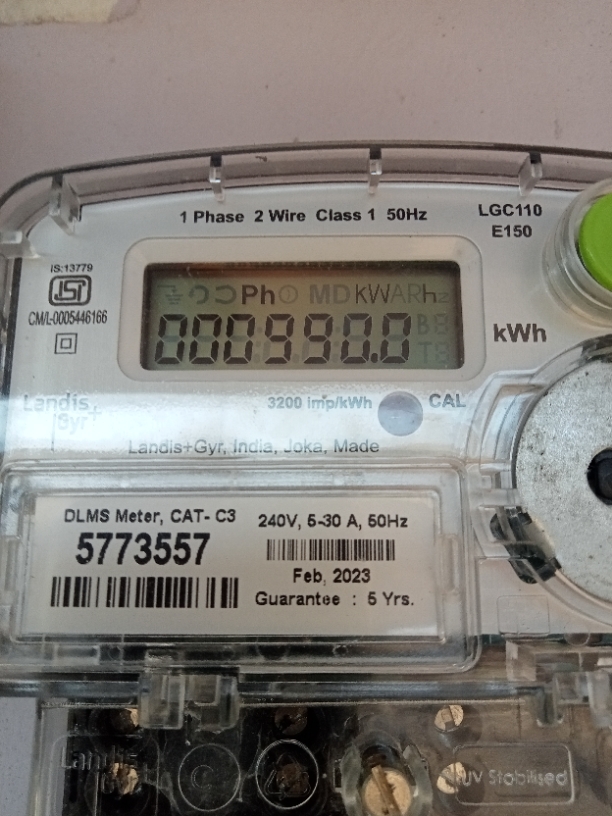 1 Phase 2 Wire Class 1 50Hz
LGC110
E150
IS:13779
ISI
CM/L-0005446166
Ph MD kWARh
000990.0
kWh
Landis
Gyr+
3200 imp/kWh
CAL
Landis+Gyr, India, Joka, Made
DLMS Meter, CAT- C3
5773557
240V, 5-30 A, 50Hz
Feb, 2023
Guarantee : 5 Yrs.
Landis
UV Stabilised